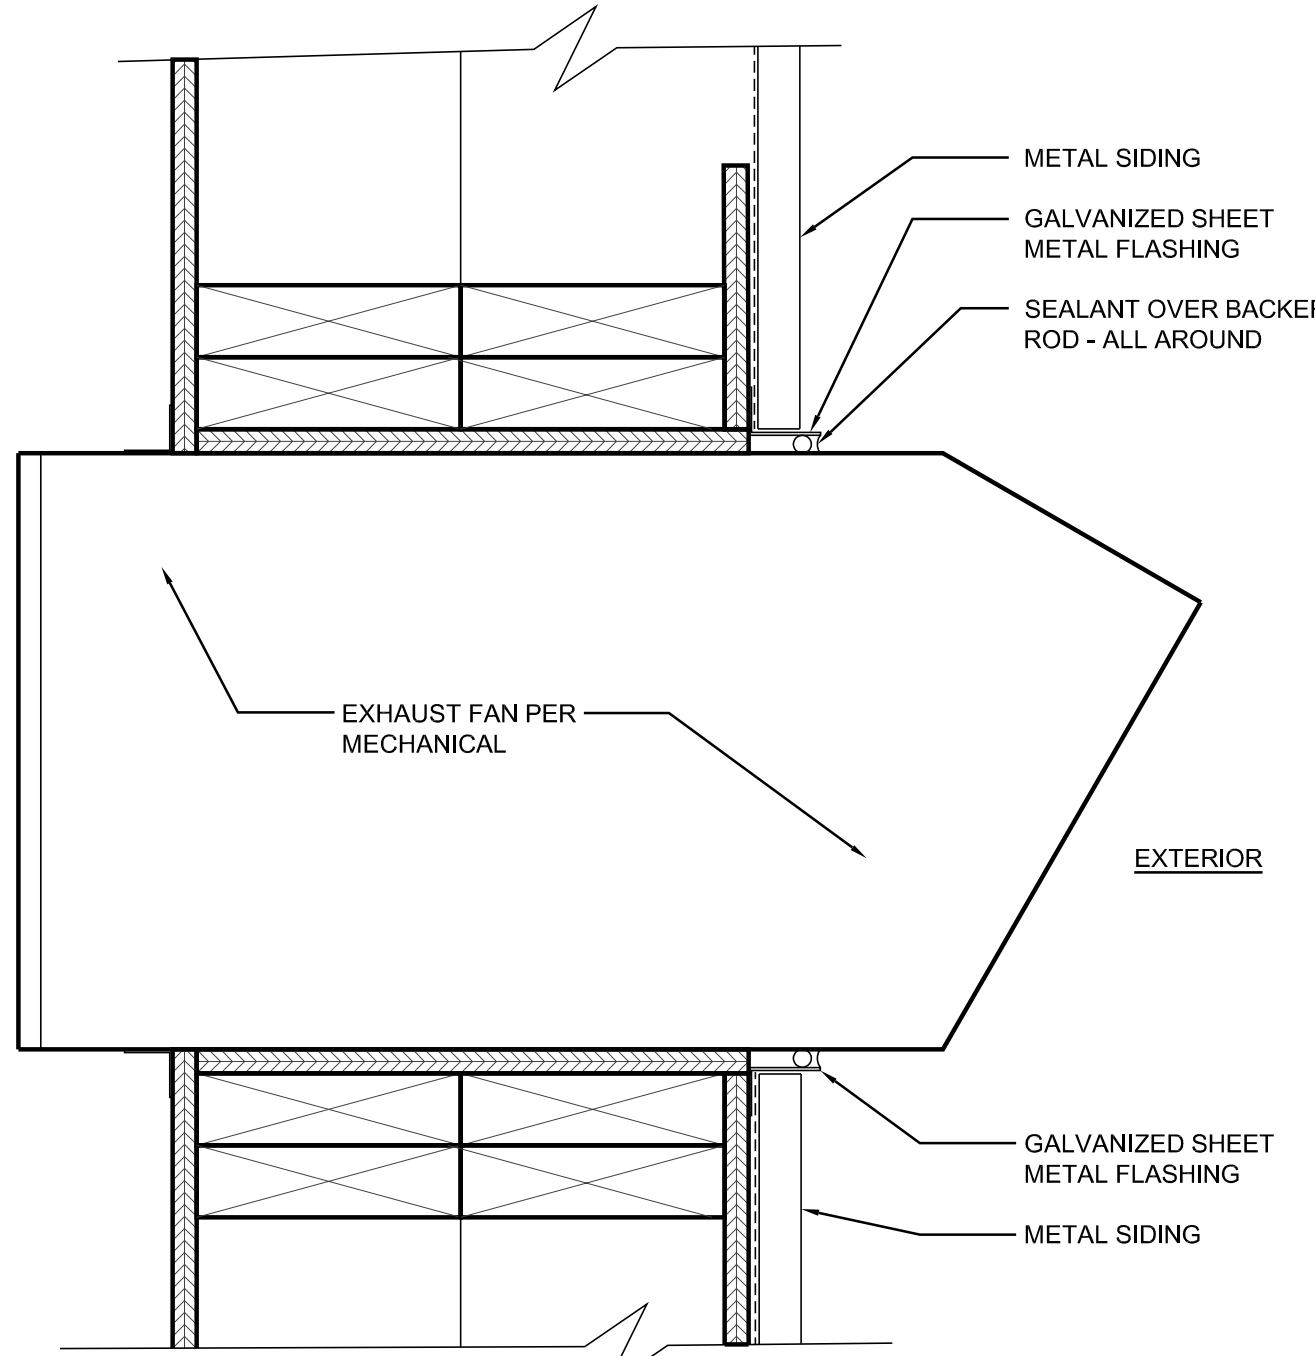 METAL SIDING
GALVANIZED SHEET
METAL FLASHING
SEALANT OVER BACKER
ROD - ALL AROUND
EXHAUST FAN PER
MECHANICAL
EXTERIOR
GALVANIZED SHEET
METAL FLASHING
METAL SIDING